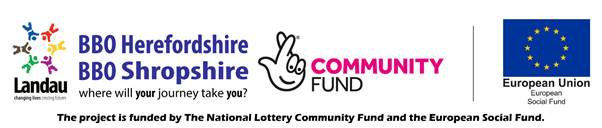 BBO Herefordshire
BBO Shropshire
where will your journey take you?
Landau
changing lives creating futures
COMMUNITY
FUND
European Union
European
Social Fund
The project is funded by The National Lottery Community Fund and the European Social Fund.